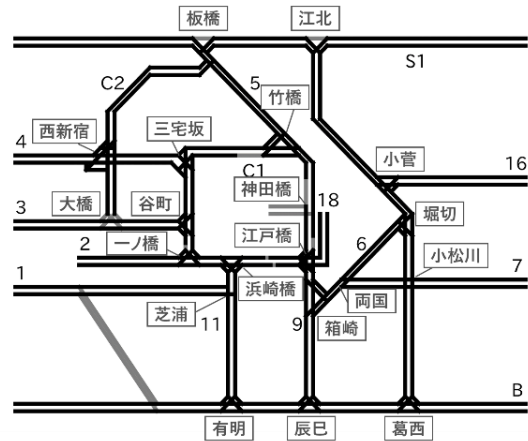 板橋
江北
S1
C2
5
竹橋
西新宿
三宅坂
4
小菅
16
C1
神田橋
18
大橋
谷町
堀切
3
一ノ橋
江戸橋
6
小松川
2
1
浜崎橋
両国
7
芝浦
11
9
箱崎
B
有明
辰巳
葛西